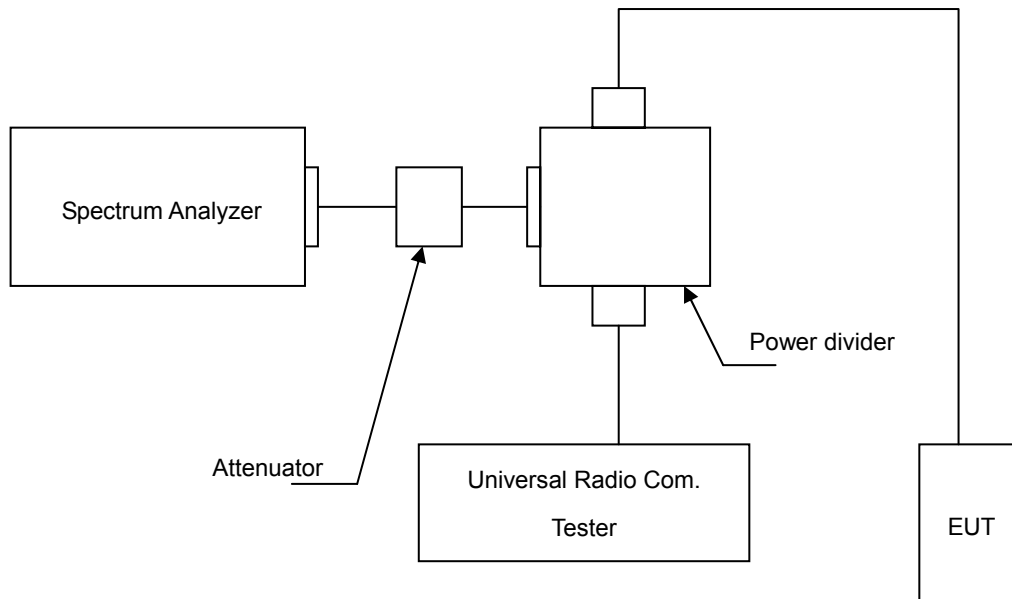 Spectrum Analyzer
Power divider
Attenuator
Universal Radio Com.
Tester
EUT